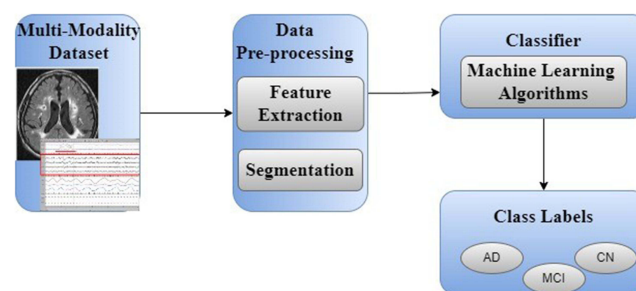 Multi-Modality
Dataset
Data
Pre-processing
Feature
Extraction
Segmentation
Classifier
Machine Learning
Algorithms
Class Labels
AD
MCI
CN